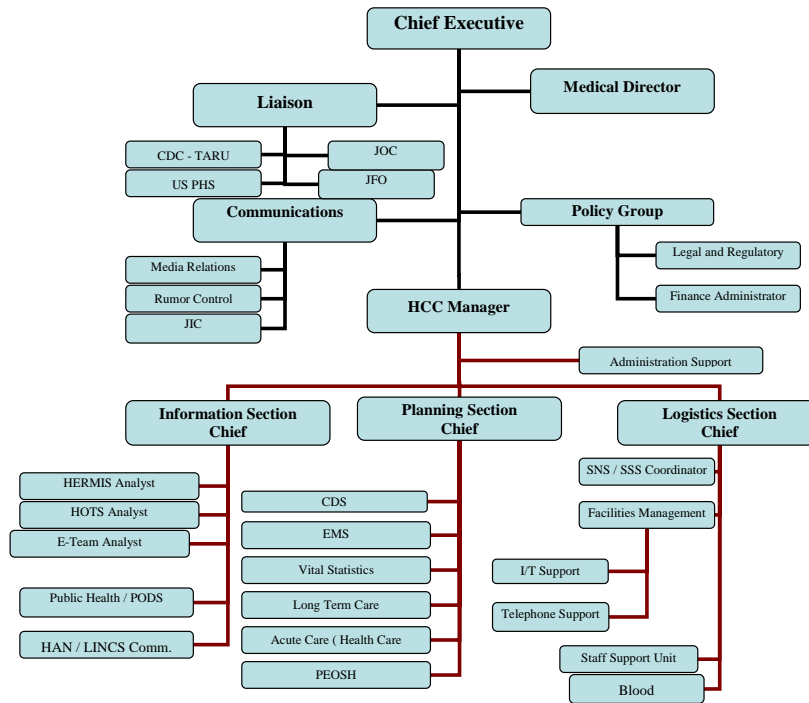 Chief Executive
Medical Director
Liaison
CDC - TARU
JOC
US PHS
JFO
Communications
Policy Group
Media Relations
Rumor Control
JIC
Legal and Regulatory
Finance Administrator
HCC Manager
Administration Support
Information Section
Chief
Planning Section
Chief
Logistics Section
Chief
HERMIS Analyst
HOTS Analyst
E-Team Analyst
Public Health / PODS
HAN / LINCS Comm.
CDS
EMS
Vital Statistics
Long Term Care
Acute Care ( Health Care
PEOSH
SNS / SSS Coordinator
Facilities Management
I/T Support
Telephone Support
Staff Support Unit
Blood